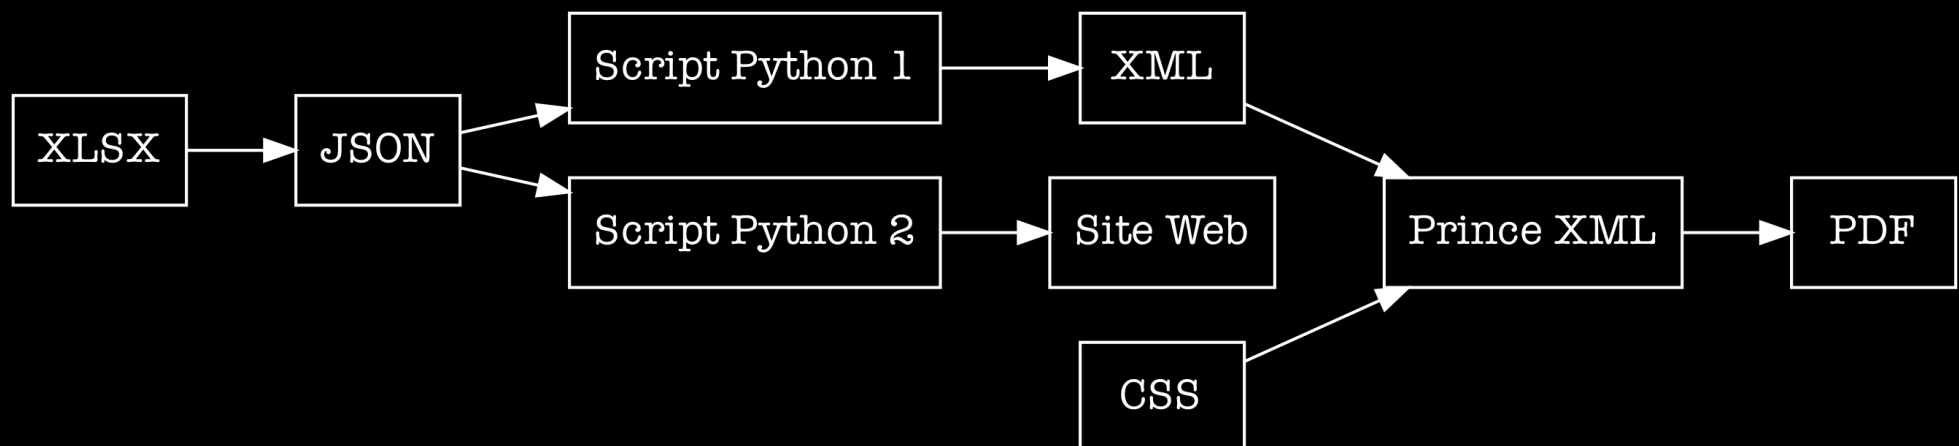 XLSX
JSON
Script Python 1
Script Python 2
XML
Site Web
CSS
Prince XML
PDF